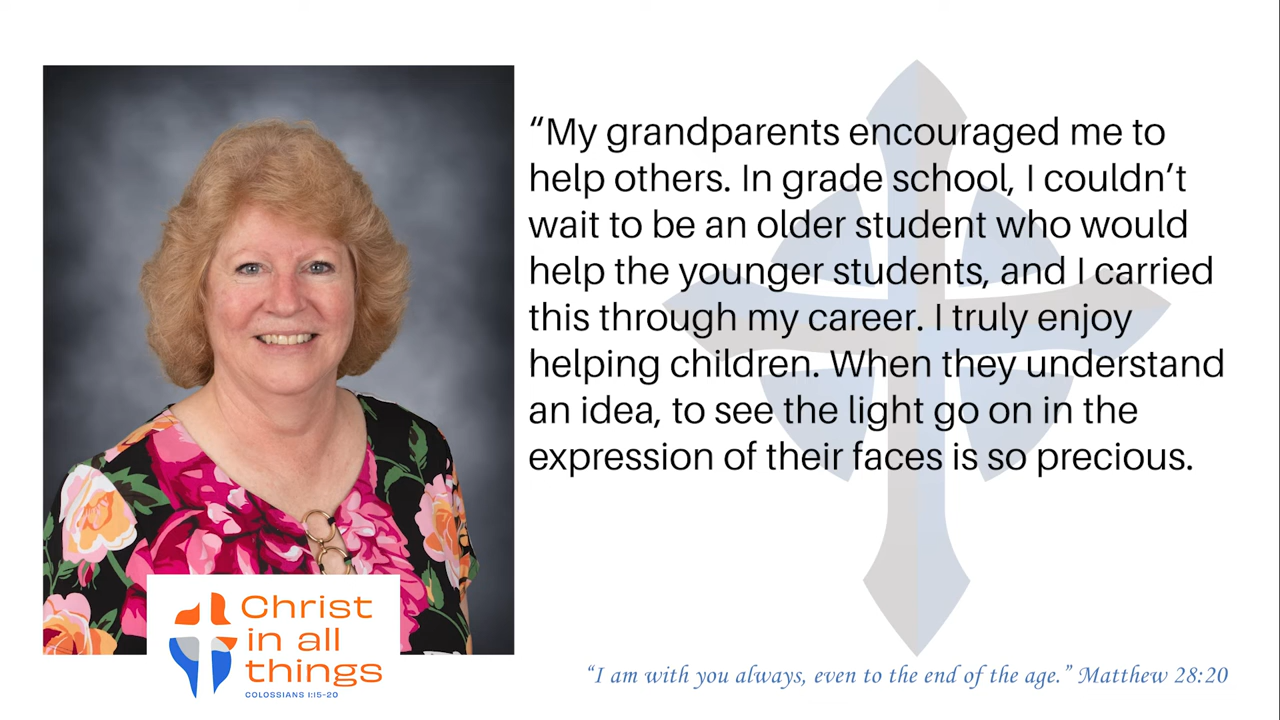 “My grandparents encouraged me to
help others. In grade school, I couldn’t
wait to be an older student who would
help the younger students, and I carried
this through my career. I truly enjoy
helping children. When they understand
an idea, to see the light go on in the
expression of their faces is so precious.
Christ
in all
things
COLOSSIANS 1:15-20
“I am with you always, even to the end of the age.” Matthew 28:20